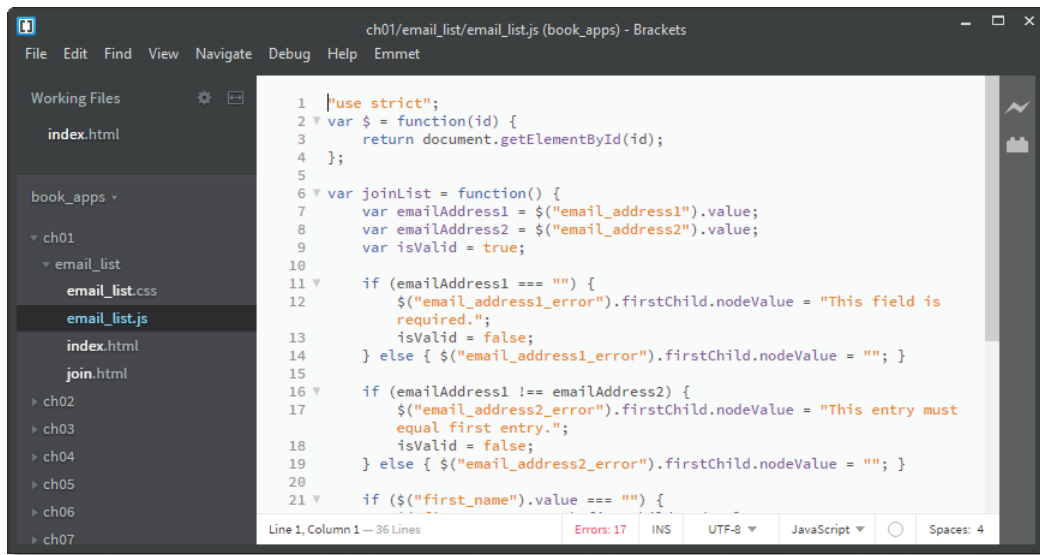 ch01/email_list/email_list.js (book_apps) - Brackets
File Edit Find View Navigate Debug Help Emmet
Working Files
index.html
book_apps
ch01
email_list
email_list.css
email_list.js
index.html
join.html
ch02
ch03
ch04
ch05
ch06
ch07
1 "use strict";
2 var $ = function(id) {
3     return document.getElementById(id);
4 };
5
6 var joinList = function() {
7     var emailAddress1 = $("email_address1").value;
8     var emailAddress2 = $("email_address2").value;
9     var isValid = true;
10
11     if (emailAddress1 === "") {
12         $("email_address1_error").firstChild.nodeValue = "This field is
required.";
13         isValid = false;
14     } else { $("email_address1_error").firstChild.nodeValue = ""; }
15
16     if (emailAddress1 !== emailAddress2) {
17         $("email_address2_error").firstChild.nodeValue = "This entry must
equal first entry.";
18         isValid = false;
19     } else { $("email_address2_error").firstChild.nodeValue = ""; }
20
21     if ($("first_name").value === "") {
Line 1, Column 1 — 36 Lines Errors: 17 INS UTF-8 JavaScript Spaces: 4